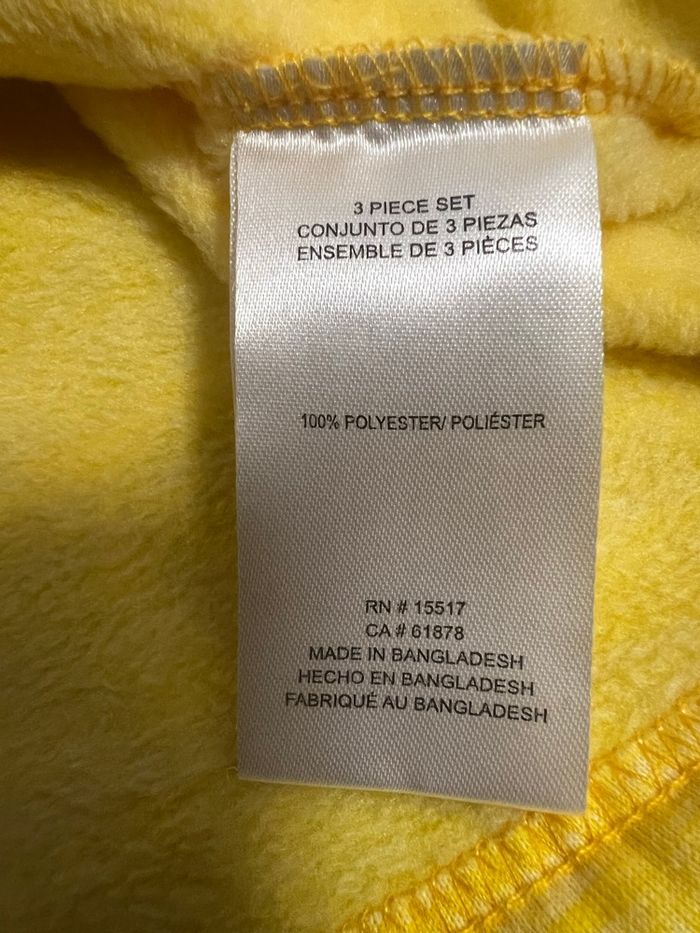 3 PIECE SET
CONJUNTO DE 3 PIEZAS
ENSEMBLE DE 3 PIÈCES
100% POLYESTER/ POLIÉSTER
RN # 15517
CA # 61878
MADE IN BANGLADESH
HECHO EN BANGLADESH
FABRIQUÉ AU BANGLADESH